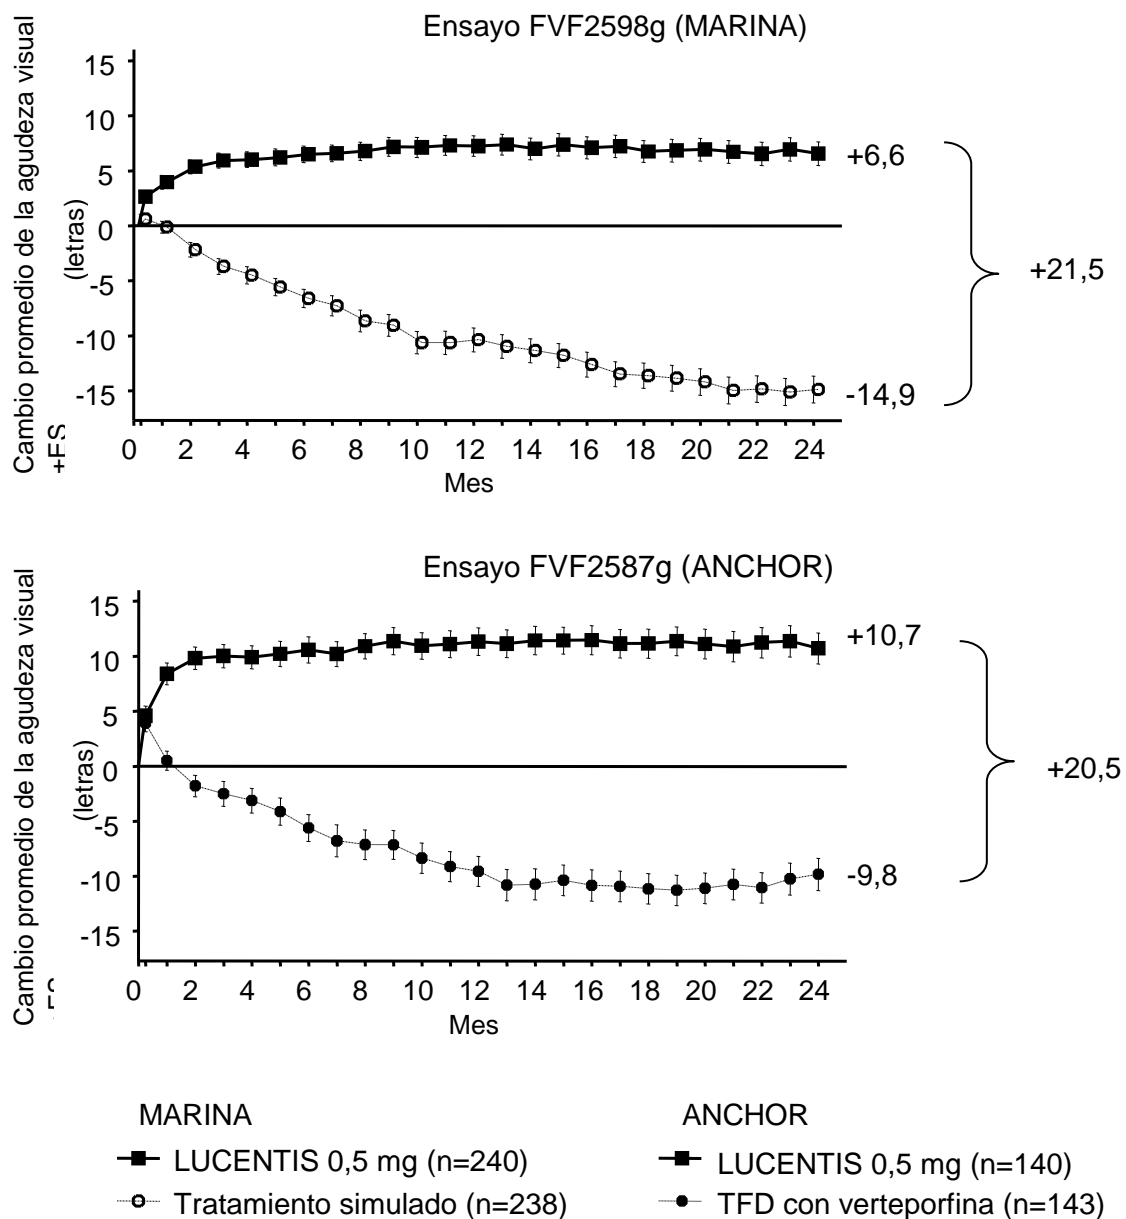 Ensayo FVF2598g (MARINA)
Cambio promedio de la agudeza visual
(letras)
15
10
5
0
-5
-10
-15
0 2 4 6 8 10 12 14 16 18 20 22 24
Mes
+6,6
-14,9
+21,5
Ensayo FVF2587g (ANCHOR)
Cambio promedio de la agudeza visual
(letras)
15
10
5
0
-5
-10
-15
0 2 4 6 8 10 12 14 16 18 20 22 24
Mes
+10,7
-9,8
+20,5
MARINA
LUCENTIS 0,5 mg (n=240)
Tratamiento simulado (n=238)
ANCHOR
LUCENTIS 0,5 mg (n=140)
TFD con verteporfina (n=143)